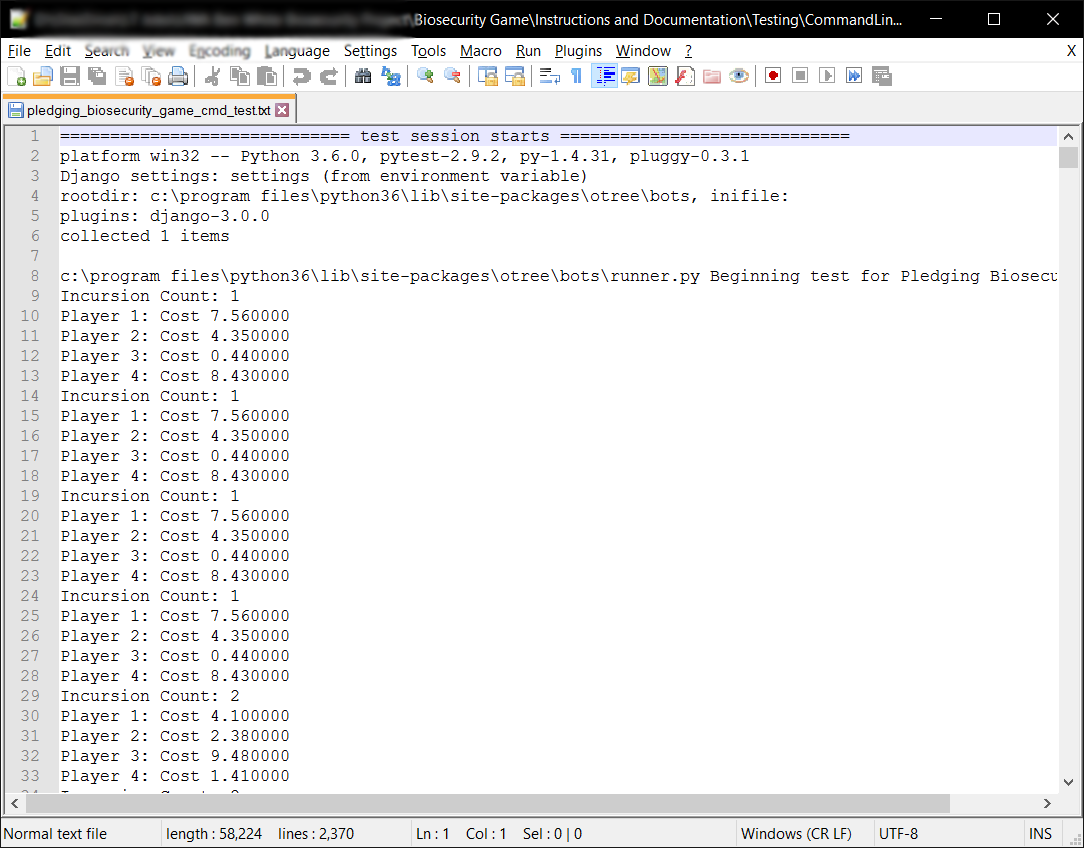 \Biosecurity Game\Instructions and Documentation\Testing\CommandLin...
File Edit Search View Encoding Language Settings Tools Macro Run Plugins Window ? X
pledging_biosecurity_game_cmd_test.txt
1 ============================= test session starts =============================
2 platform win32 -- Python 3.6.0, pytest-2.9.2, py-1.4.31, pluggy-0.3.1
3 Django settings: settings (from environment variable)
4 rootdir: c:\program files\python36\lib\site-packages\otree\bots, inifile:
5 plugins: django-3.0.0
6 collected 1 items
7
8 c:\program files\python36\lib\site-packages\otree\bots\runner.py Beginning test for Pledging Biosecu
9 Incursion Count: 1
10 Player 1: Cost 7.560000
11 Player 2: Cost 4.350000
12 Player 3: Cost 0.440000
13 Player 4: Cost 8.430000
14 Incursion Count: 1
15 Player 1: Cost 7.560000
16 Player 2: Cost 4.350000
17 Player 3: Cost 0.440000
18 Player 4: Cost 8.430000
19 Incursion Count: 1
20 Player 1: Cost 7.560000
21 Player 2: Cost 4.350000
22 Player 3: Cost 0.440000
23 Player 4: Cost 8.430000
24 Incursion Count: 1
25 Player 1: Cost 7.560000
26 Player 2: Cost 4.350000
27 Player 3: Cost 0.440000
28 Player 4: Cost 8.430000
29 Incursion Count: 2
30 Player 1: Cost 4.100000
31 Player 2: Cost 2.380000
32 Player 3: Cost 9.480000
33 Player 4: Cost 1.410000
Normal text file length : 58,224 lines : 2,370 Ln : 1 Col : 1 Sel : 0 | 0 Windows (CR LF) UTF-8 INS